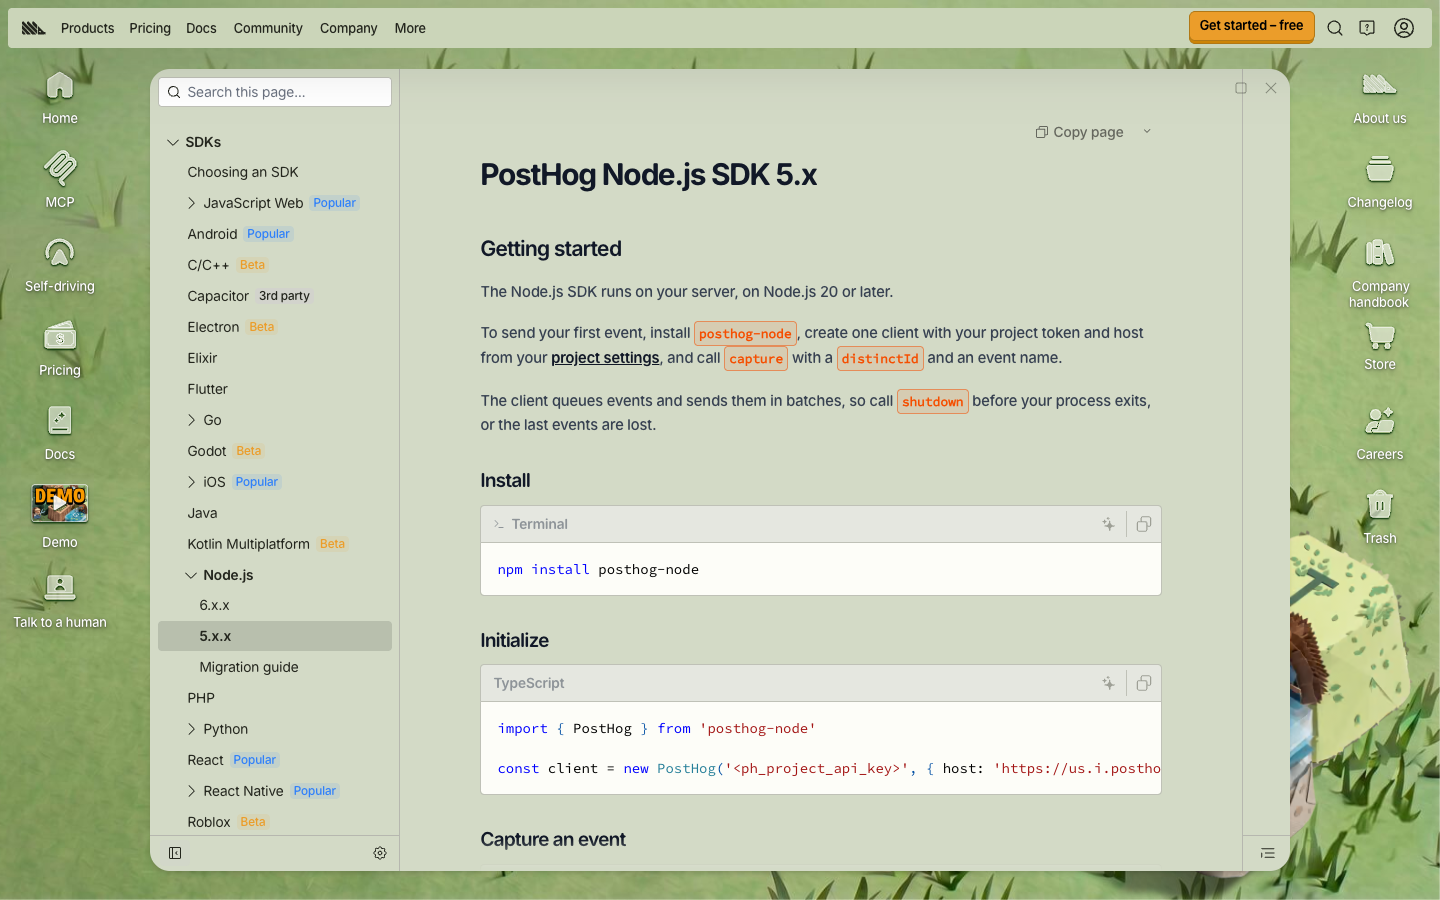 Products Pricing Docs Community Company More
Get started – free
Home
MCP
Self-driving
Pricing
Docs
DEMO
Demo
Talk to a human
Search this page...
SDKs
Choosing an SDK
JavaScript Web Popular
Android Popular
C/C++ Beta
Capacitor 3rd party
Electron Beta
Elixir
Flutter
Go
Godot Beta
iOS Popular
Java
Kotlin Multiplatform Beta
Node.js
6.x.x
5.x.x
Migration guide
PHP
Python
React Popular
React Native Popular
Roblox Beta
Copy page
PostHog Node.js SDK 5.x
Getting started
The Node.js SDK runs on your server, on Node.js 20 or later.
To send your first event, install posthog-node, create one client with your project token and host
from your project settings, and call capture with a distinctId and an event name.
The client queues events and sends them in batches, so call shutdown before your process exits,
or the last events are lost.
Install
Terminal
npm install posthog-node
Initialize
TypeScript
import { PostHog } from 'posthog-node'
const client = new PostHog('<ph_project_api_key>', { host: 'https://us.i.postho
Capture an event
About us
Changelog
Company
handbook
Store
Careers
Trash